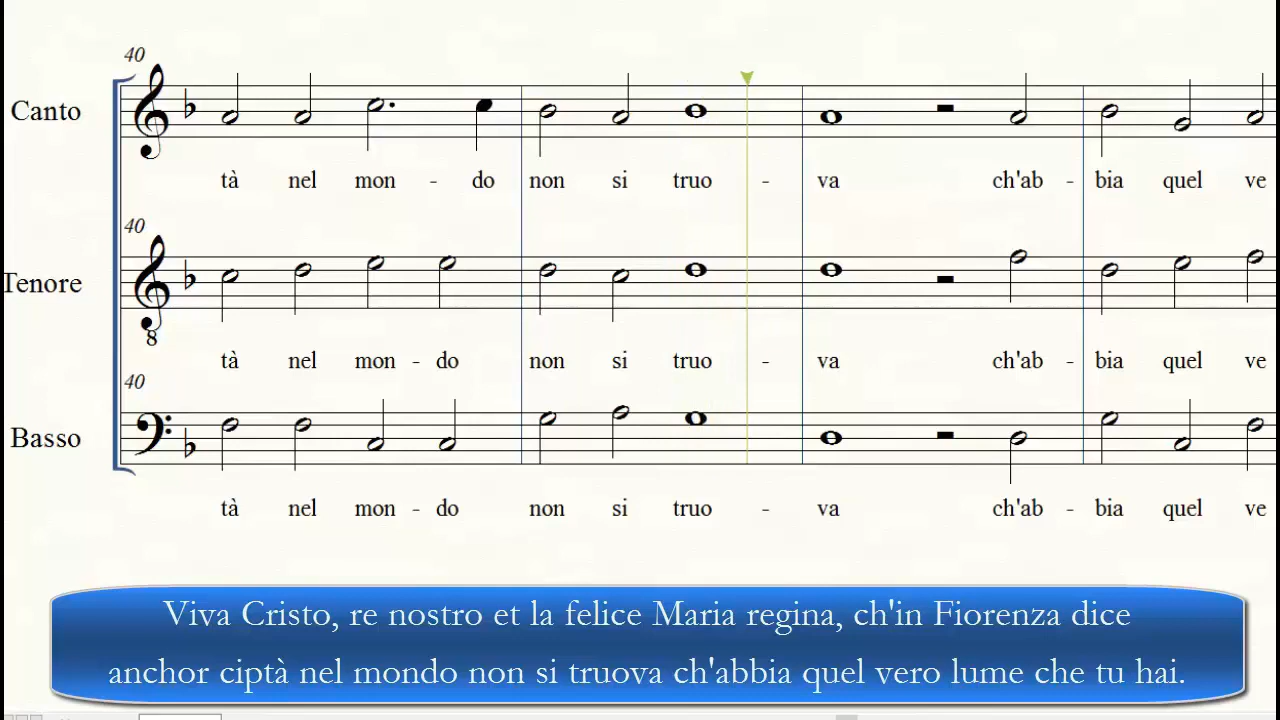 40
Canto
tà nel mon - do non si truo - va ch'ab - bia quel ve
40
Tenore
8
tà nel mon - do non si truo - va ch'ab - bia quel ve
40
Basso
tà nel mon - do non si truo - va ch'ab - bia quel ve
Viva Cristo, re nostro et la felice Maria regina, ch'in Fiorenza dice
anchor ciptà nel mondo non si truova ch'abbia quel vero lume che tu hai.